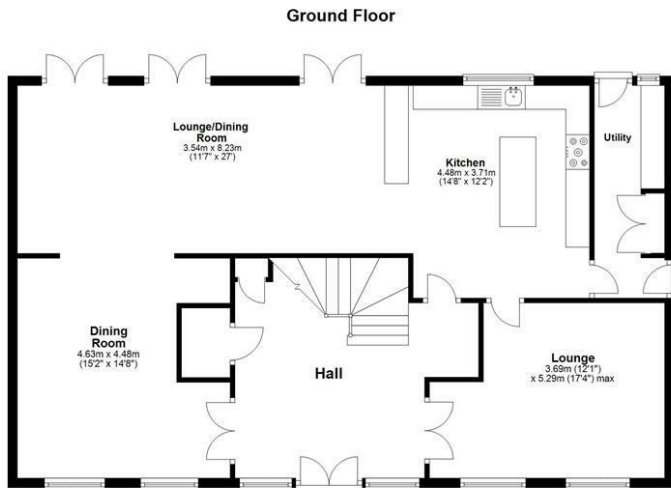 Ground Floor
Lounge/Dining
Room
3.54m x 8.23m
(11'7" x 27')
Kitchen
4.48m x 3.71m
(14'8" x 12'2")
Utility
Dining
Room
4.63m x 4.48m
(15'2" x 14'8")
Hall
Lounge
3.69m (12'1")
x 5.29m (17'4") max